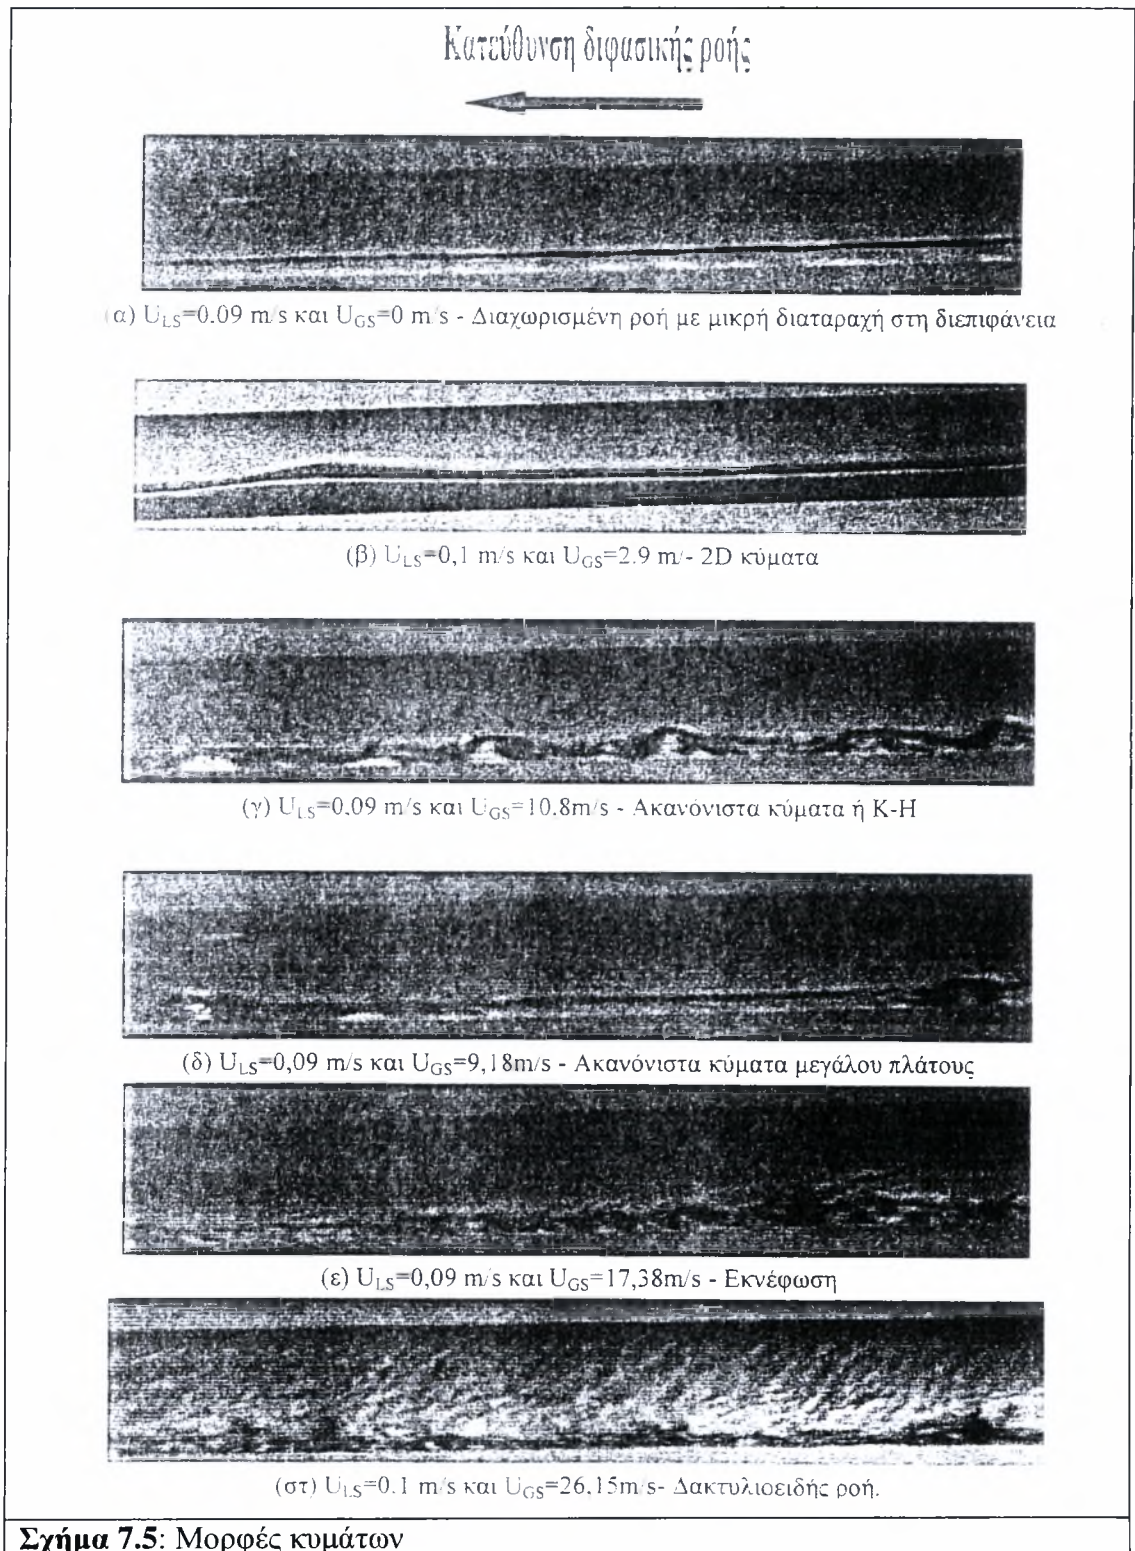 Κατεύθυνση διφασικής ροής
(α) U_LS=0.09 m/s και U_GS=0 m/s - Διαχωρισμένη ροή με μικρή διαταραχή στη διεπιφάνεια
(β) U_LS=0,1 m/s και U_GS=2.9 m/- 2D κύματα
(γ) U_LS=0.09 m/s και U_GS=10.8m/s - Ακανόνιστα κύματα ή K-H
(δ) U_LS=0,09 m/s και U_GS=9,18m/s - Ακανόνιστα κύματα μεγάλου πλάτους
(ε) U_LS=0,09 m/s και U_GS=17,38m/s - Εκνέφωση
(στ) U_LS=0.1 m/s και U_GS=26,15m/s- Δακτυλιοειδής ροή.
Σχήμα 7.5: Μορφές κυμάτων